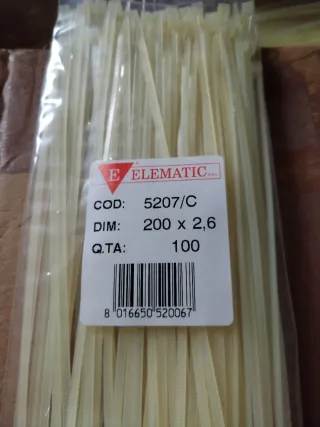 E ELEMATIC
COD: 5207/C
DIM: 200 x 2,6
Q.TA: 100
8 016650 520067